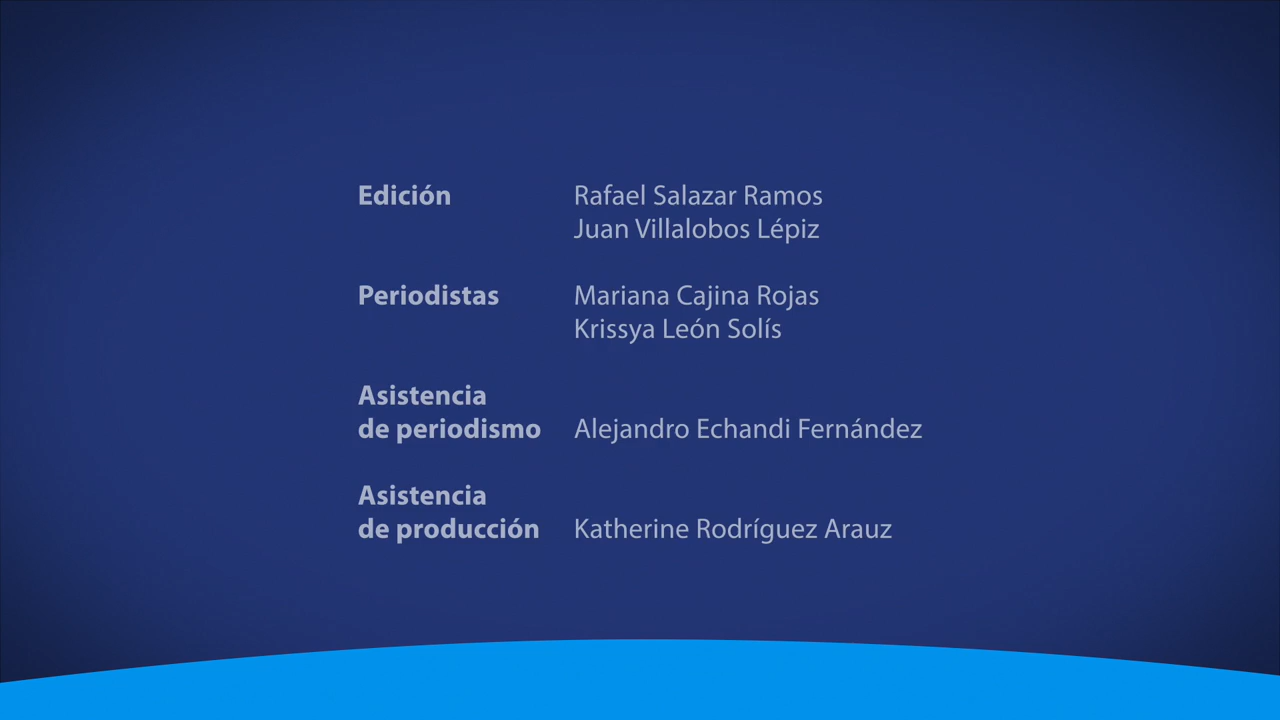 Edición Rafael Salazar Ramos
Juan Villalobos Lépiz
Periodistas Mariana Cajina Rojas
Krissya León Solís
Asistencia
de periodismo Alejandro Echandi Fernández
Asistencia
de producción Katherine Rodríguez Arauz